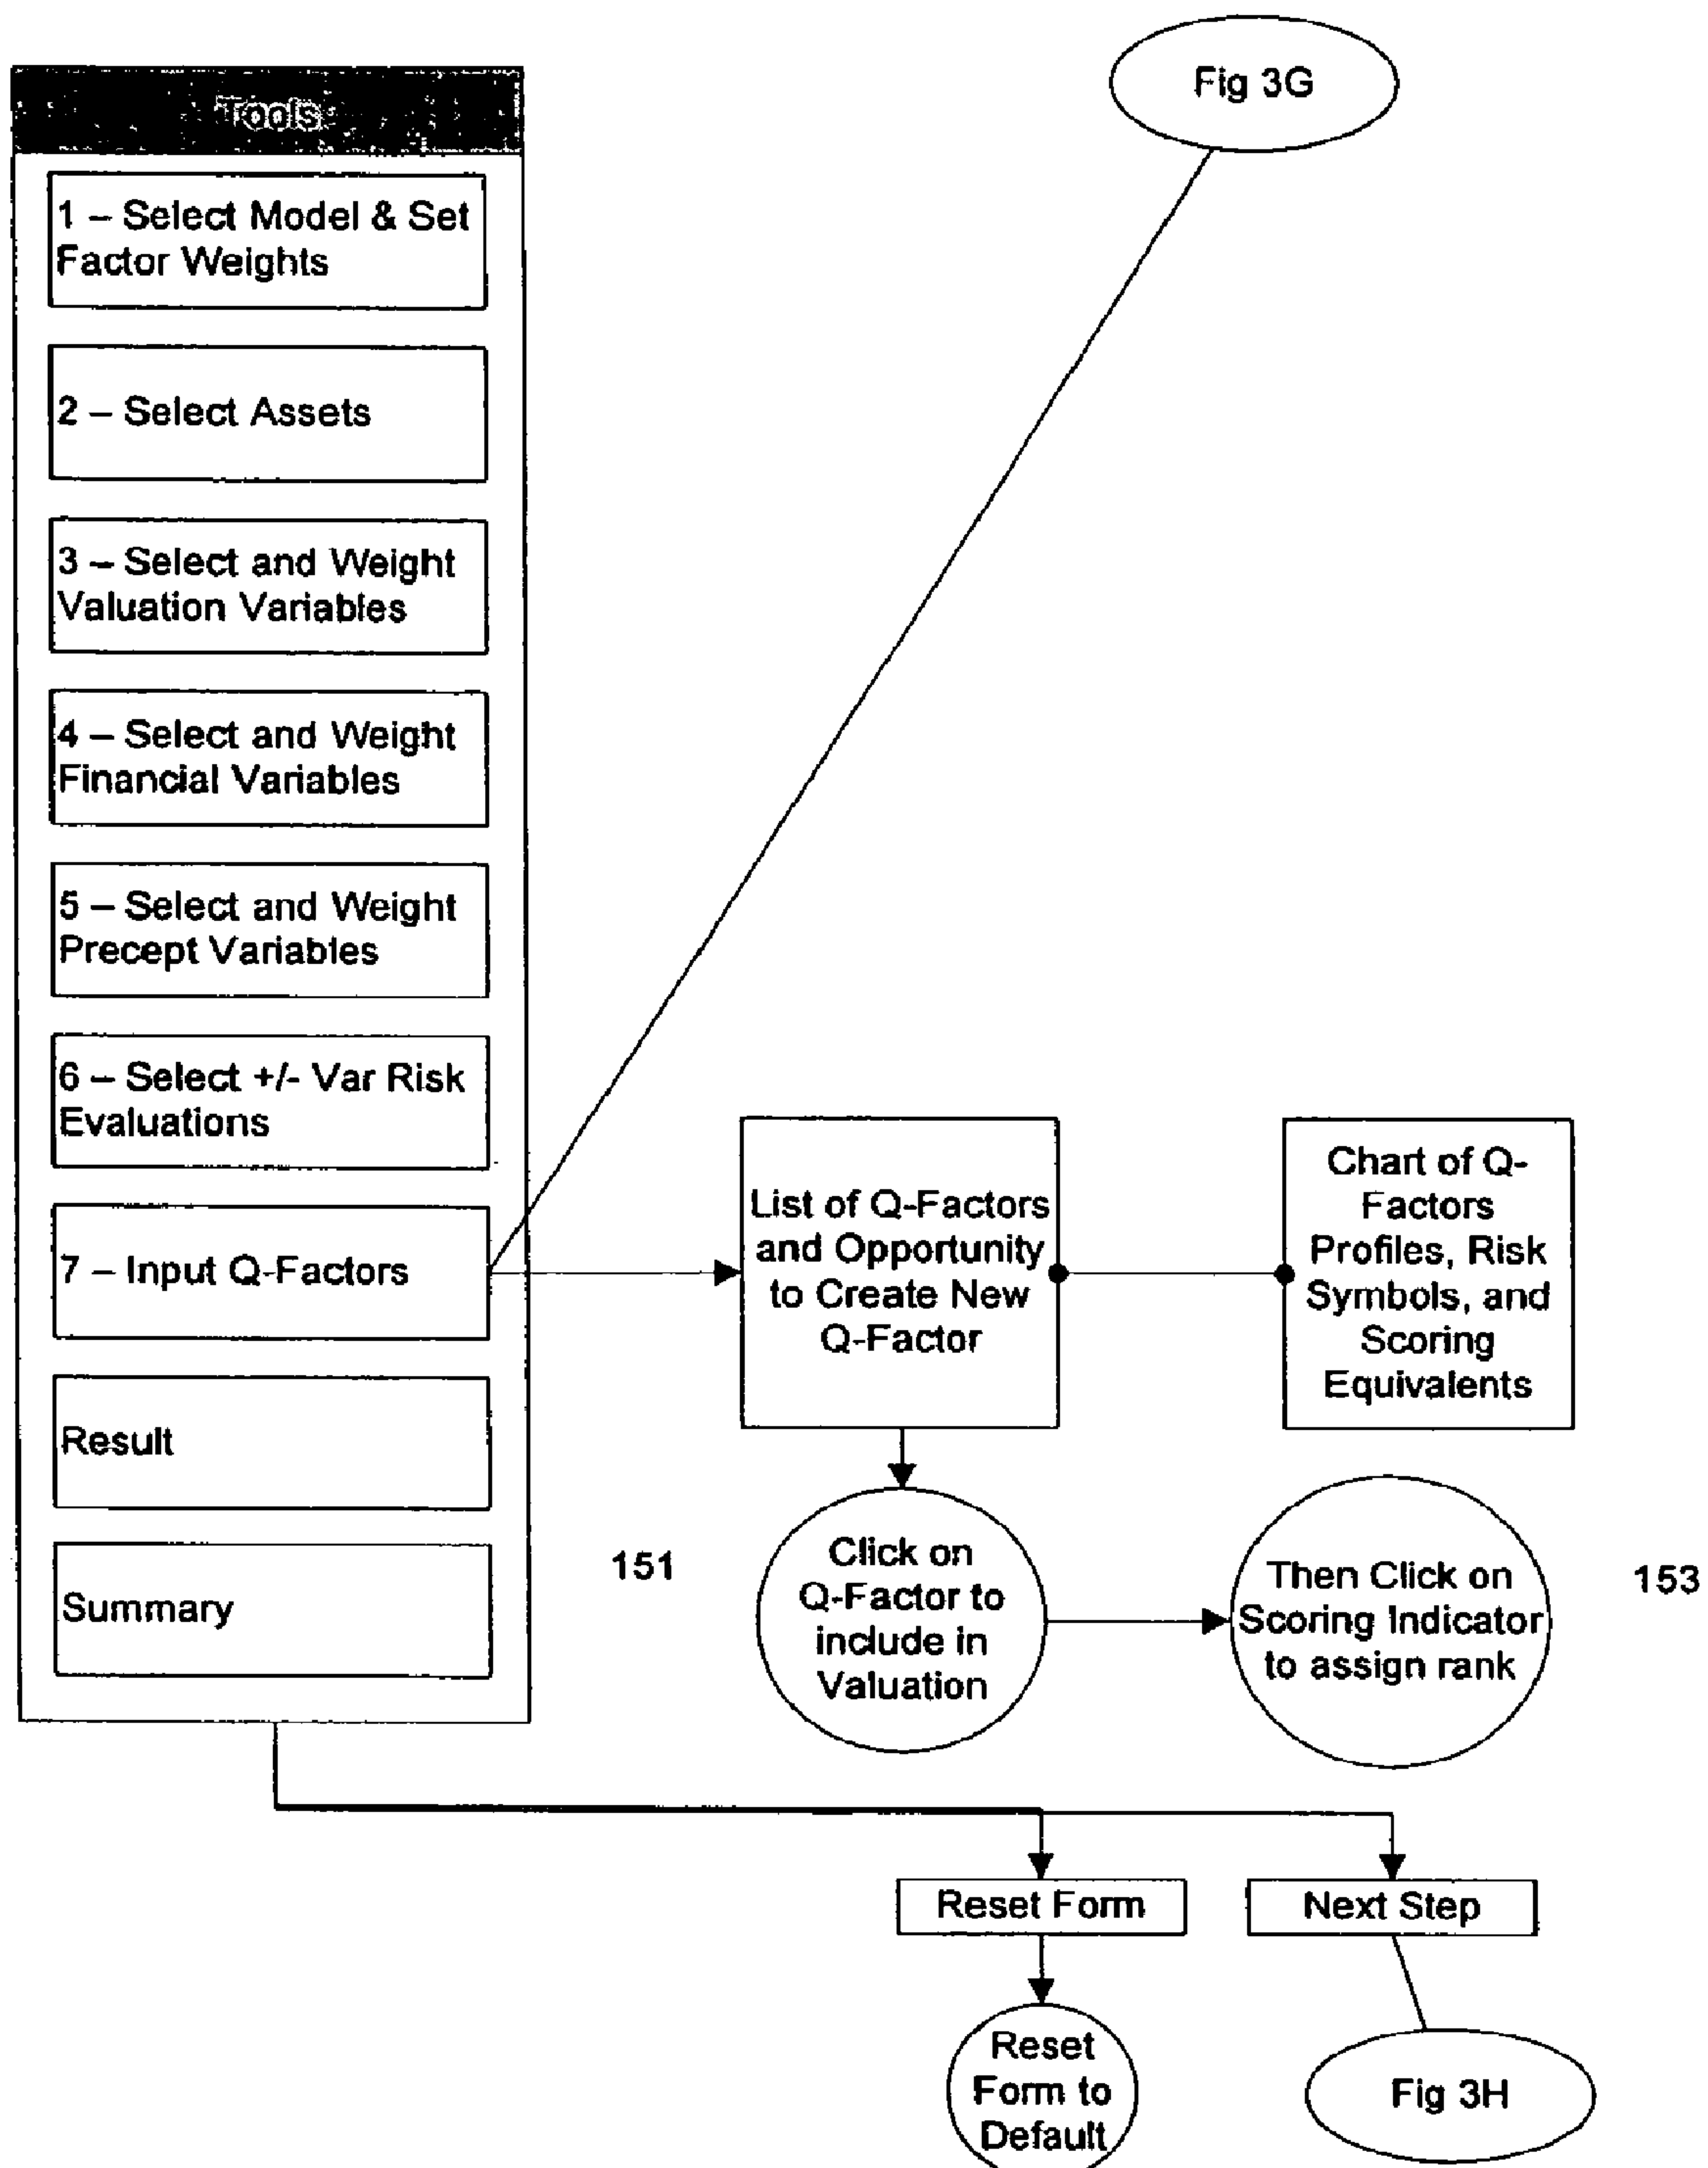 Fig 3G
Tools
1 – Select Model & Set
Factor Weights
2 – Select Assets
3 – Select and Weight
Valuation Variables
4 – Select and Weight
Financial Variables
5 – Select and Weight
Precept Variables
6 – Select +/- Var Risk
Evaluations
7 – Input Q-Factors
Result
Summary
List of Q-Factors
and Opportunity
to Create New
Q-Factor
Chart of Q-
Factors
Profiles, Risk
Symbols, and
Scoring
Equivalents
151
Click on
Q-Factor to
include in
Valuation
Then Click on
Scoring Indicator
to assign rank
153
Reset Form
Next Step
Reset
Form to
Default
Fig 3H